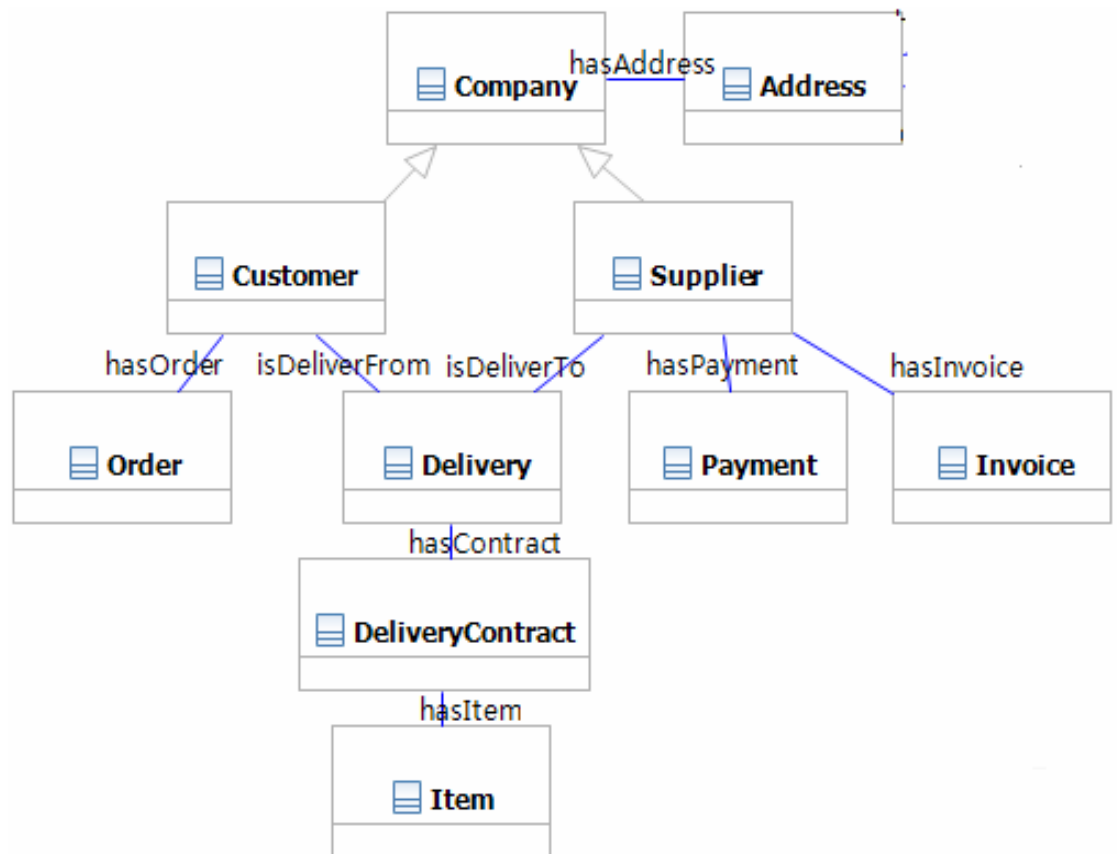 Company
hasAddress
Address
Customer
Supplier
hasOrder
isDeliverFrom
isDeliverTo
hasPayment
hasInvoice
Order
Delivery
Payment
Invoice
hasContract
DeliveryContract
hasItem
Item